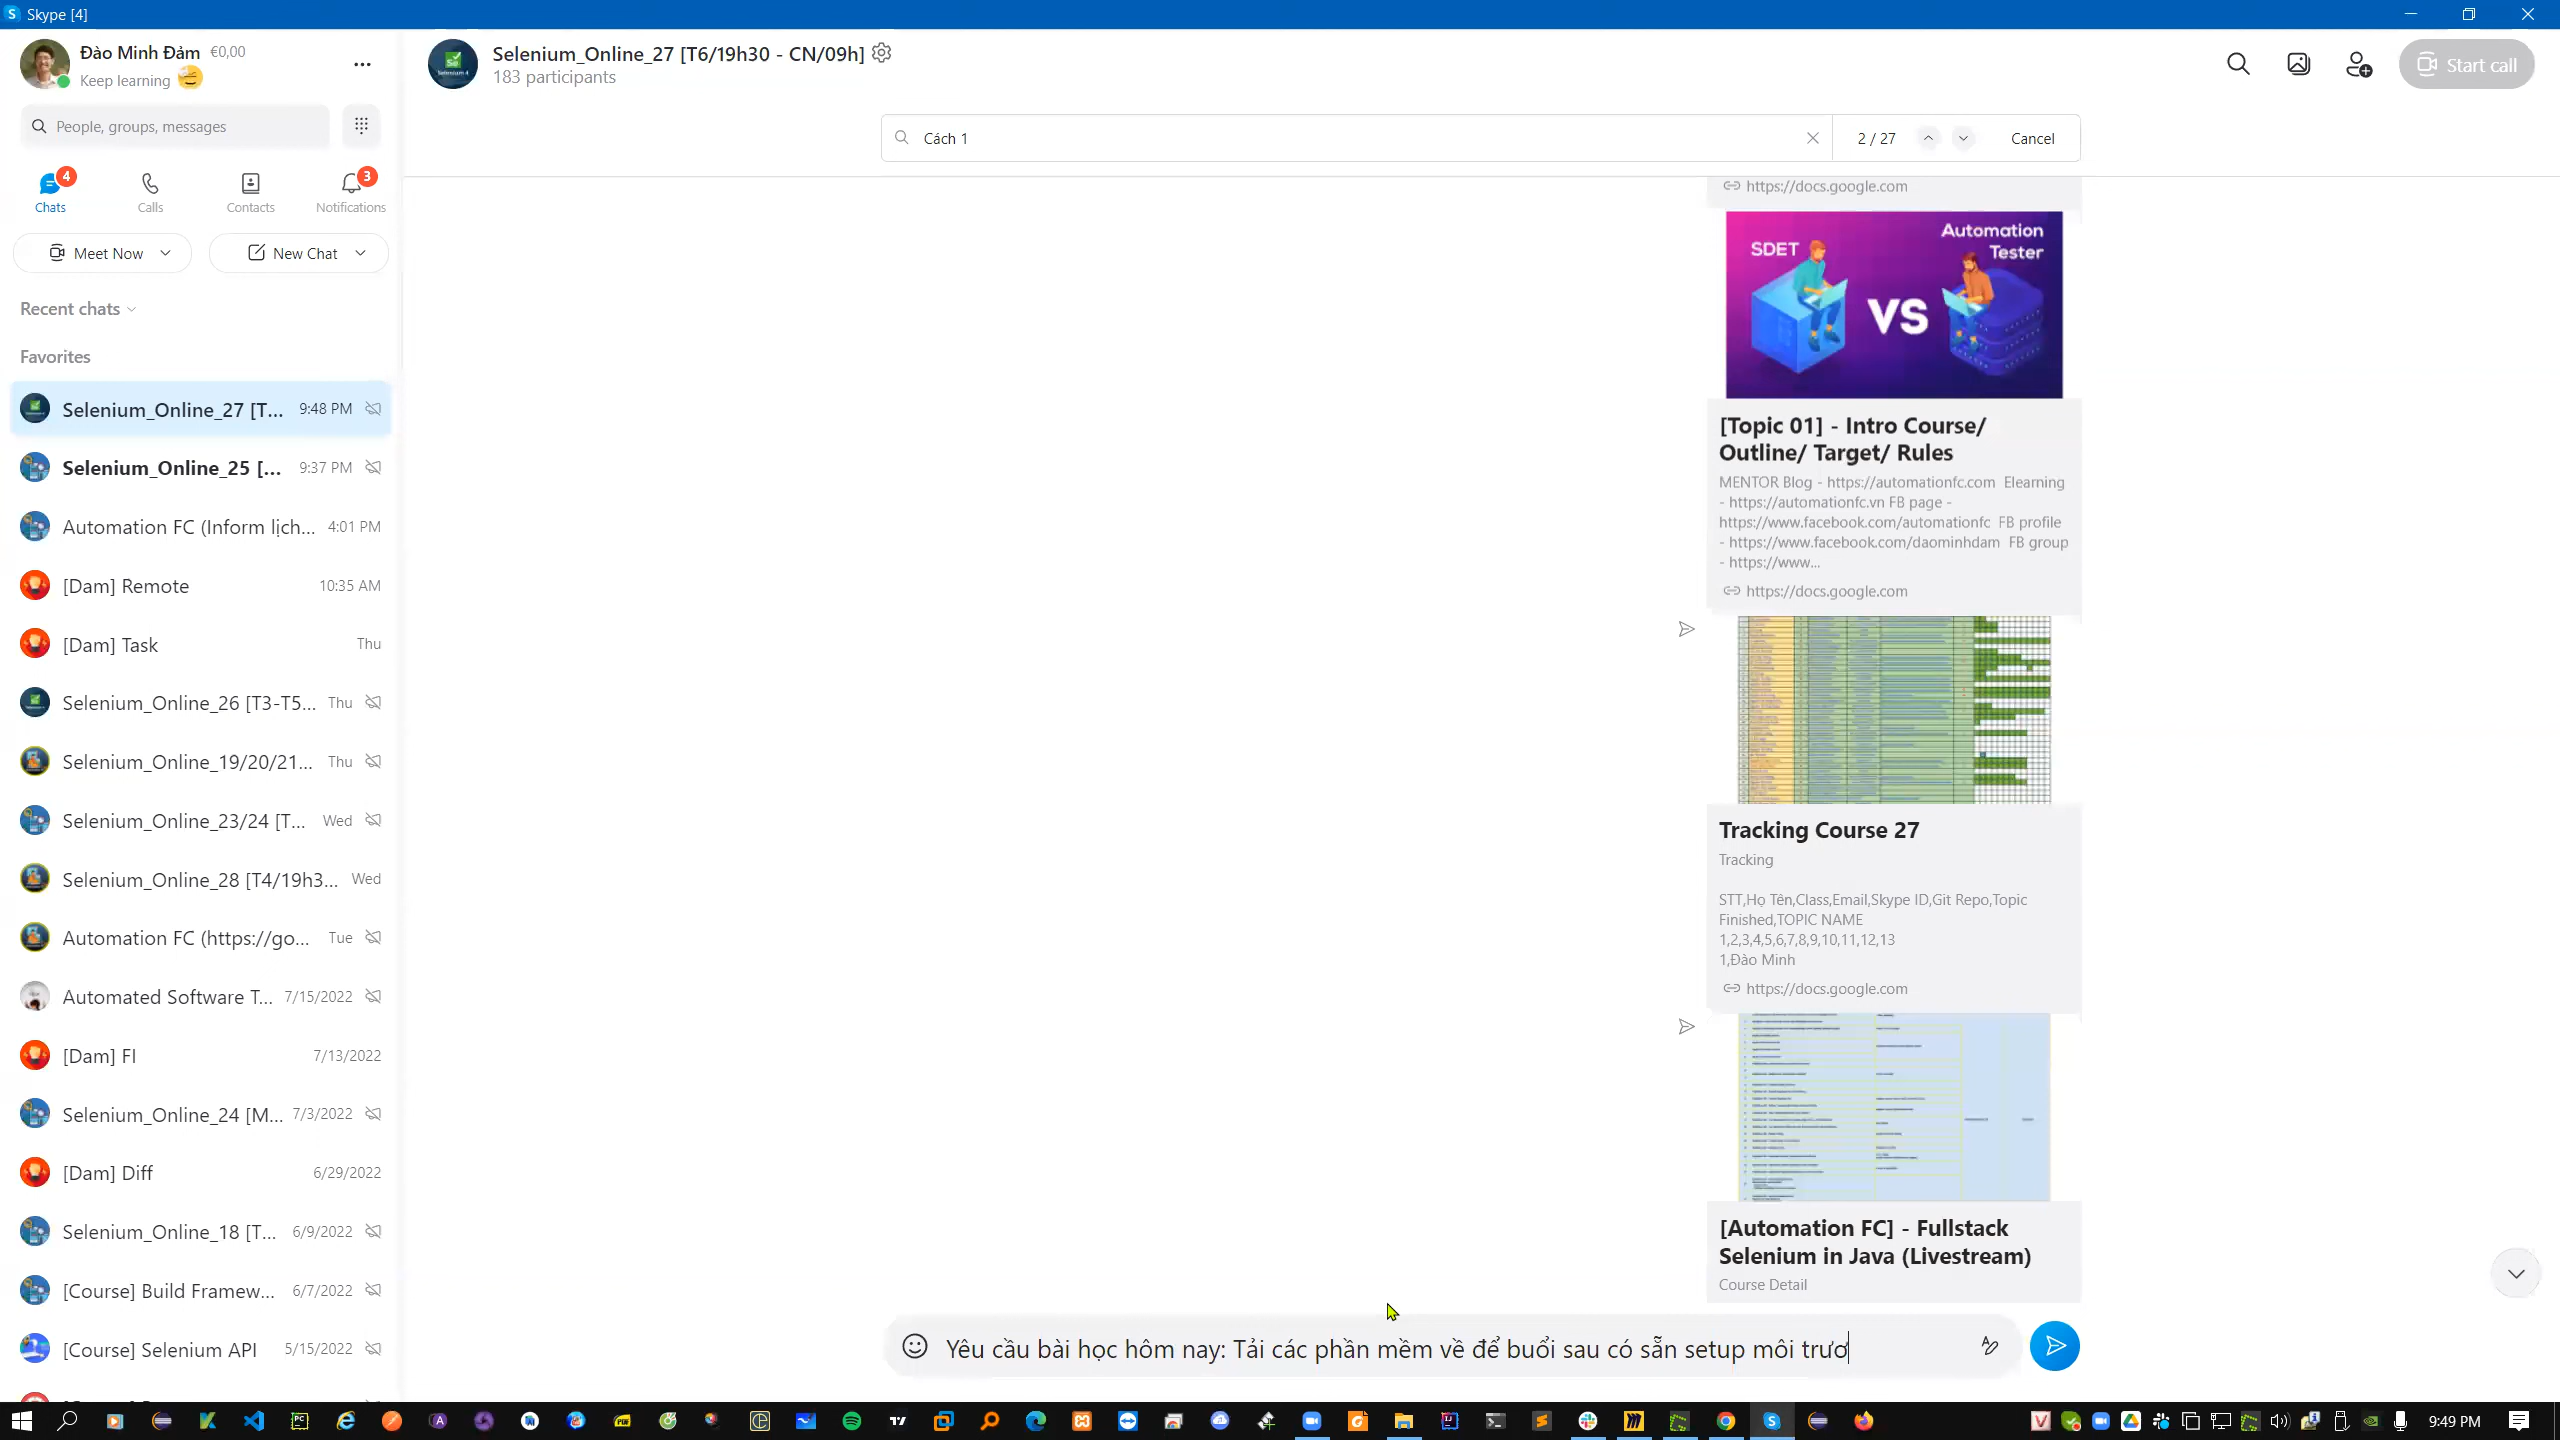 Skype [4]
Đào Minh Đảm €0,00
Keep learning
People, groups, messages
4
3
Chats
Calls
Contacts
Notifications
Meet Now
New Chat
Recent chats
Favorites
Selenium_Online_27 [T... 9:48 PM
Selenium_Online_25 [... 9:37 PM
Automation FC (Inform lịch... 4:01 PM
[Dam] Remote 10:35 AM
[Dam] Task Thu
Selenium_Online_26 [T3-T5... Thu
Selenium_Online_19/20/21... Thu
Selenium_Online_23/24 [T... Wed
Selenium_Online_28 [T4/19h3... Wed
Automation FC (https://go... Tue
Automated Software T... 7/15/2022
[Dam] FI 7/13/2022
Selenium_Online_24 [M... 7/3/2022
[Dam] Diff 6/29/2022
Selenium_Online_18 [T... 6/9/2022
[Course] Build Framew... 6/7/2022
[Course] Selenium API 5/15/2022
Selenium_Online_27 [T6/19h30 - CN/09h]
183 participants
Start call
Cách 1
2 / 27
Cancel
https://docs.google.com
SDET
VS
Automation
Tester
[Topic 01] - Intro Course/
Outline/ Target/ Rules
MENTOR Blog - https://automationfc.com Elearning
- https://automationfc.vn FB page -
https://www.facebook.com/automationfc FB profile
- https://www.facebook.com/daominhdam FB group
- https://www...
https://docs.google.com
Tracking Course 27
Tracking
STT,Họ Tên,Class,Email,Skype ID,Git Repo,Topic
Finished,TOPIC NAME
1,2,3,4,5,6,7,8,9,10,11,12,13
1,Đào Minh
https://docs.google.com
[Automation FC] - Fullstack
Selenium in Java (Livestream)
Course Detail
Yêu cầu bài học hôm nay: Tải các phần mềm về để buổi sau có sẵn setup môi trươ
9:49 PM